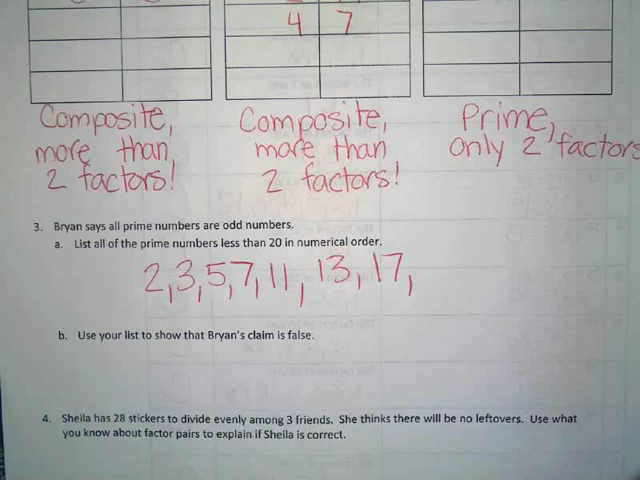 4 7
Composite, Composite, Prime,
more than more than only 2 factors
2 factors! 2 factors!
3. Bryan says all prime numbers are odd numbers.
a. List all of the prime numbers less than 20 in numerical order.
2, 3, 5, 7, 11, 13, 17,
b. Use your list to show that Bryan's claim is false.
4. Sheila has 28 stickers to divide evenly among 3 friends. She thinks there will be no leftovers. Use what
you know about factor pairs to explain if Sheila is correct.